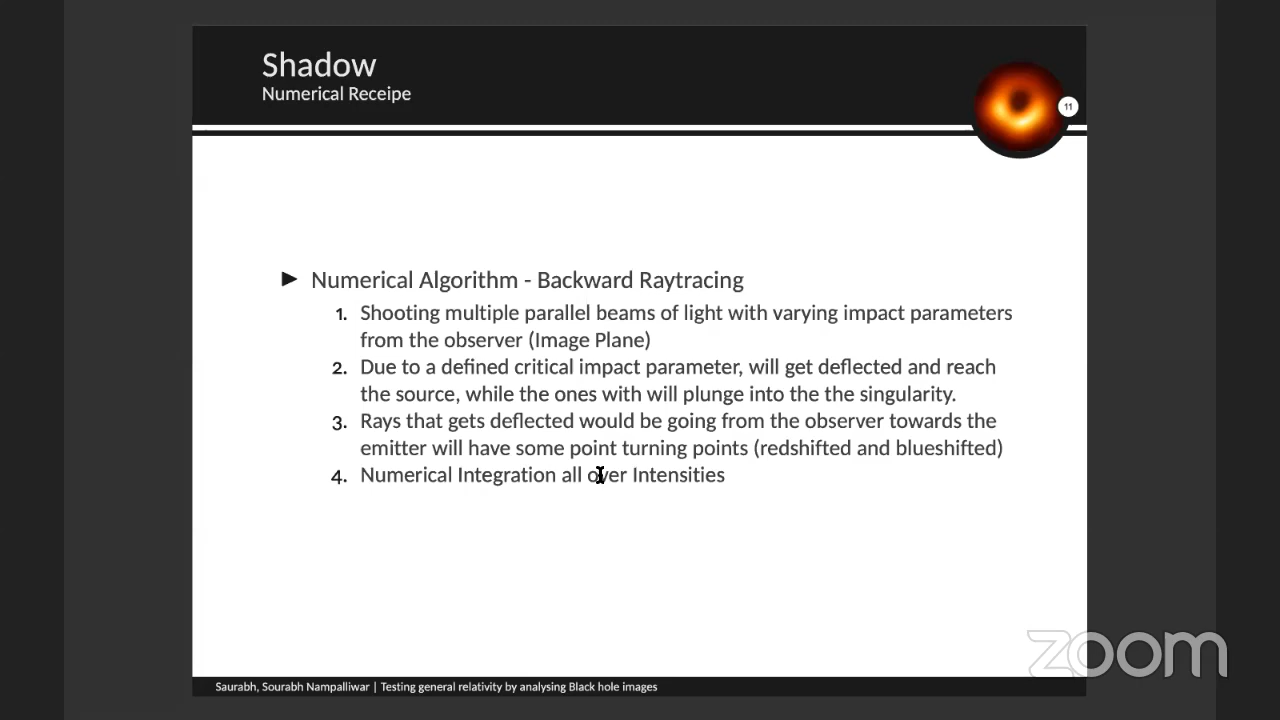 Shadow
Numerical Receipe
11
► Numerical Algorithm - Backward Raytracing
1. Shooting multiple parallel beams of light with varying impact parameters
from the observer (Image Plane)
2. Due to a defined critical impact parameter, will get deflected and reach
the source, while the ones with will plunge into the the singularity.
3. Rays that gets deflected would be going from the observer towards the
emitter will have some point turning points (redshifted and blueshifted)
4. Numerical Integration all over Intensities
zoom
Saurabh, Sourabh Nampalliwar | Testing general relativity by analysing Black hole images